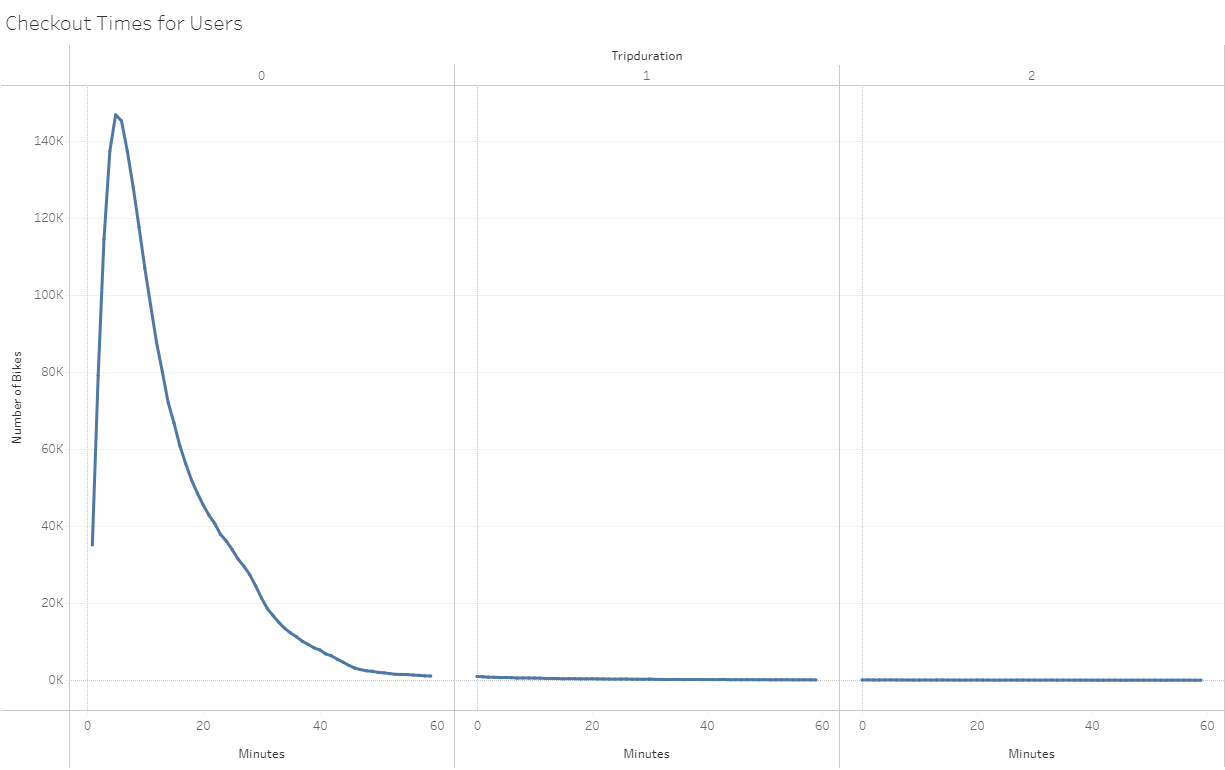 Checkout Times for Users
Tripduration
0 1 2
140K
120K
100K
80K
60K
40K
20K
0K
Number of Bikes
0 20 40 60 0 20 40 60 0 20 40 60
Minutes Minutes Minutes